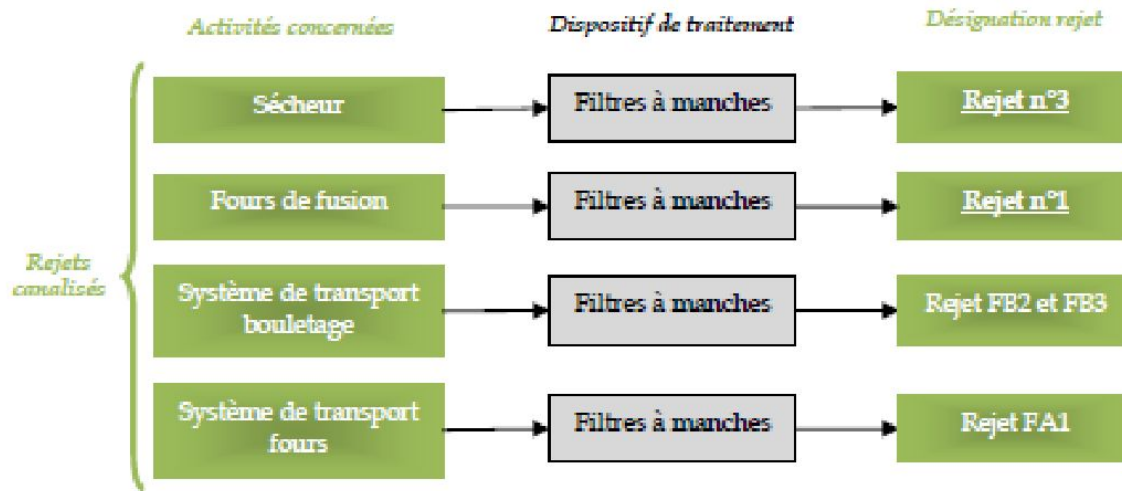 Activités concernées
Dispositif de traitement
Désignation rejet
Sécheur
Filtres à manches
Rejet n°3
Fours de fusion
Filtres à manches
Rejet n°1
Rejets
canalisés
Système de transport
bouletage
Filtres à manches
Rejet FB2 et FB3
Système de transport
fours
Filtres à manches
Rejet FA1